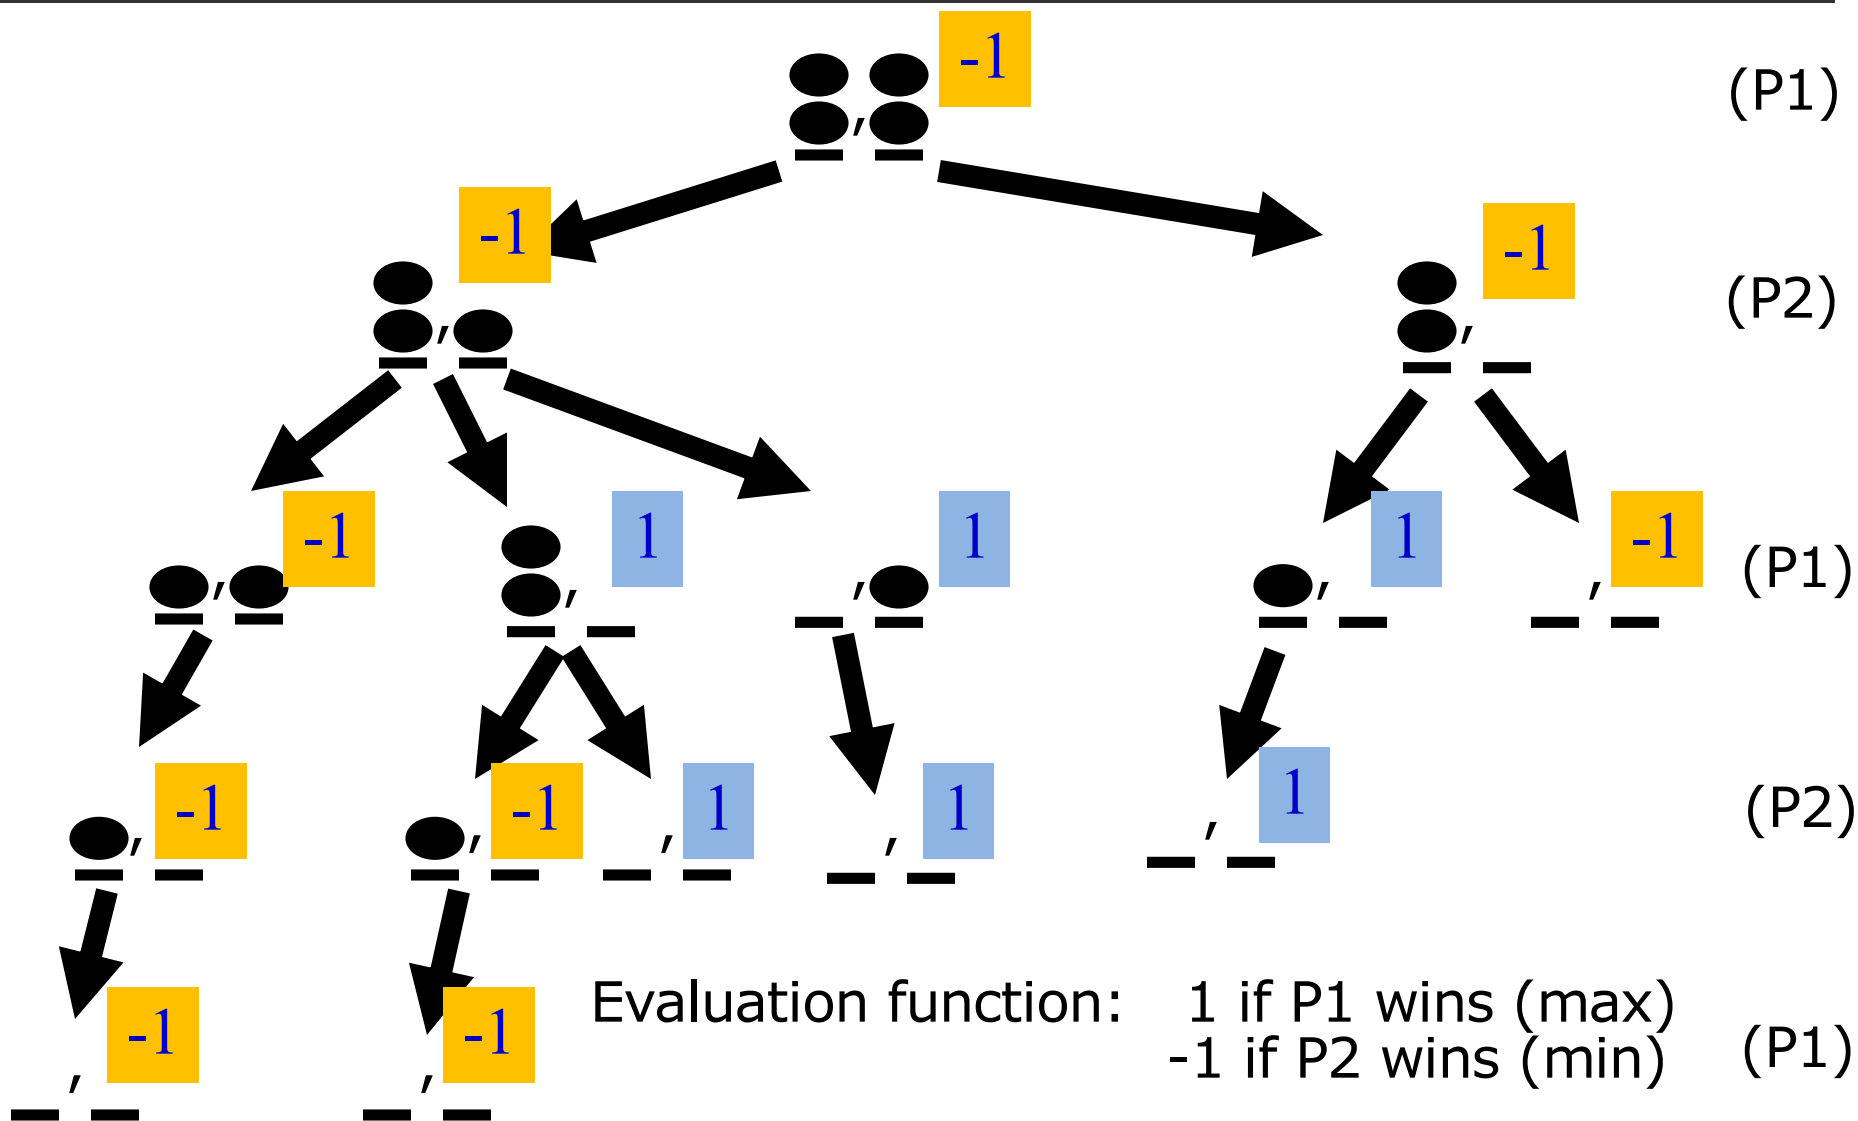 -1 (P1)
,
-1 -1 (P2)
, ,
-1 1 1 1 -1 (P1)
, , , , ,
-1 -1 1 1 1 (P2)
, , , , ,
Evaluation function: 1 if P1 wins (max)
-1 if P2 wins (min)
-1 -1 (P1)
, ,